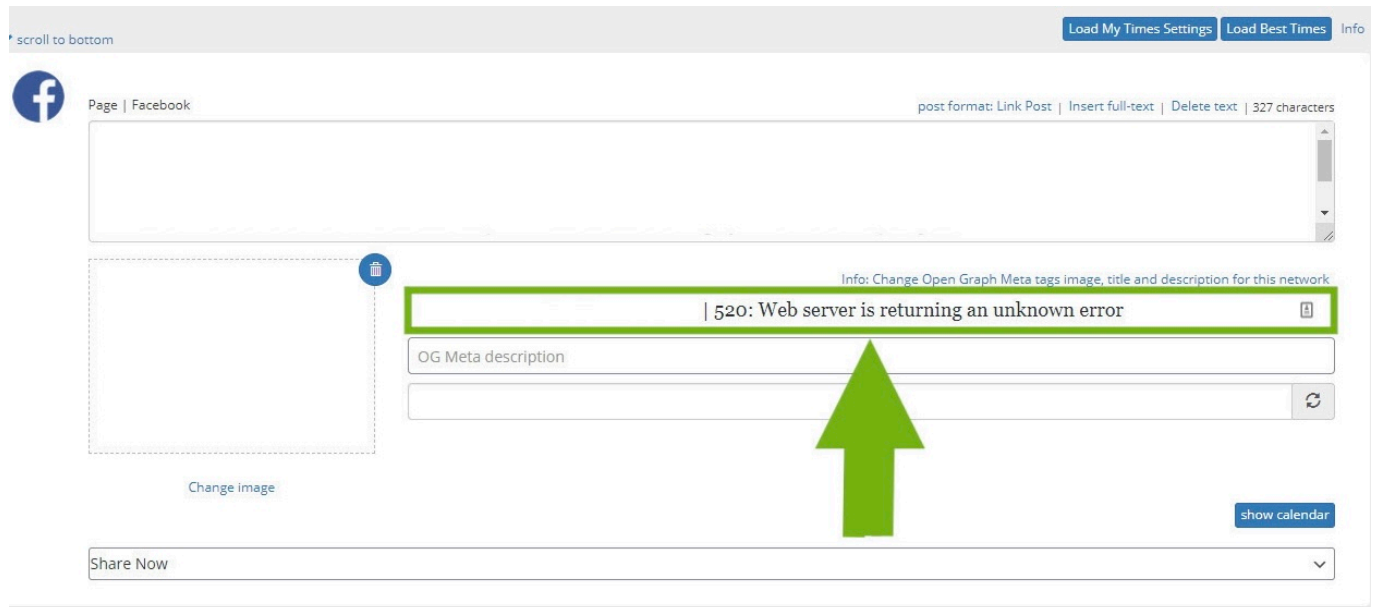 scroll to bottom
Load My Times Settings Load Best Times Info
Page | Facebook
post format: Link Post | Insert full-text | Delete text | 327 characters
Info: Change Open Graph Meta tags image, title and description for this network
| 520: Web server is returning an unknown error
OG Meta description
Change image
show calendar
Share Now